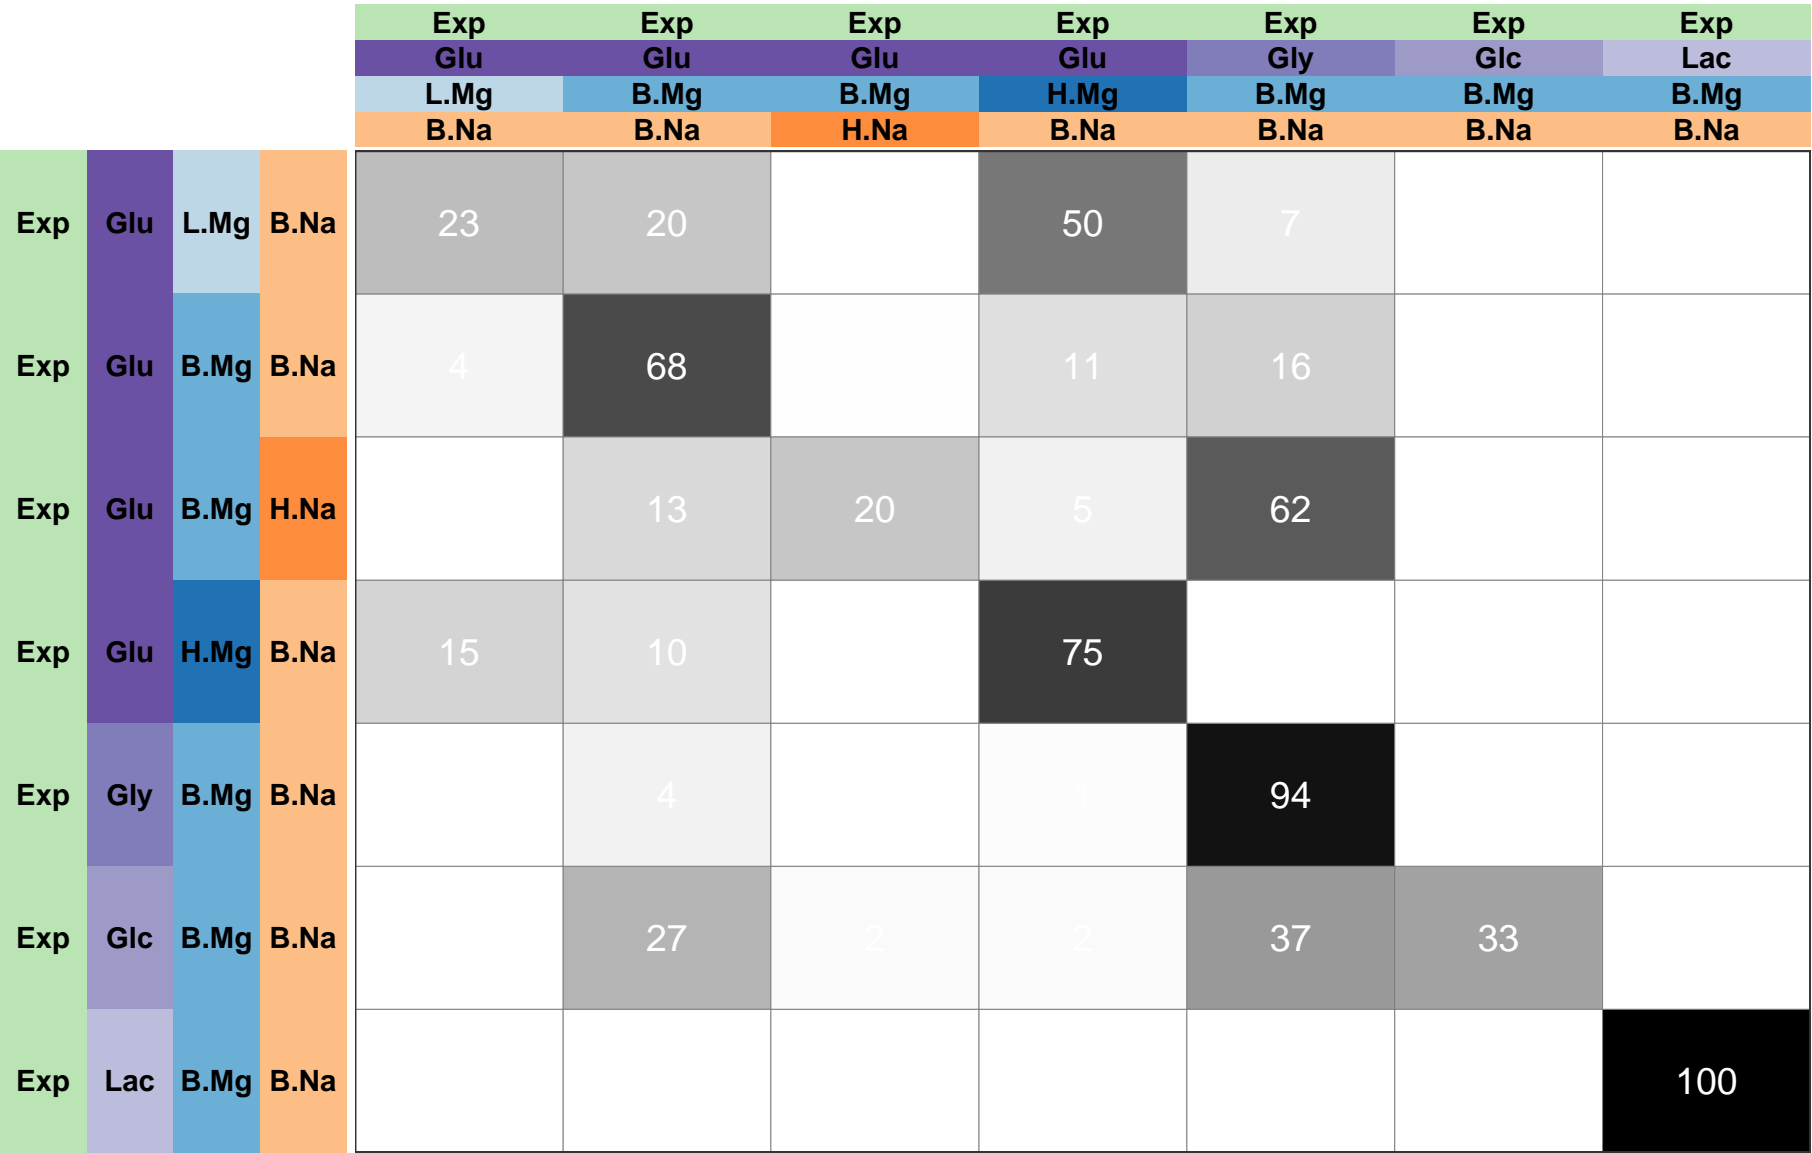 Exp Exp Exp Exp Exp Exp Exp
Glu Glu Glu Glu Gly Glc Lac
L.Mg B.Mg B.Mg H.Mg B.Mg B.Mg B.Mg
B.Na B.Na H.Na B.Na B.Na B.Na B.Na
Exp Glu L.Mg B.Na 23 20 50 7
Exp Glu B.Mg B.Na 4 68 11 16
Exp Glu B.Mg H.Na 13 20 5 62
Exp Glu H.Mg B.Na 15 10 75
Exp Gly B.Mg B.Na 4 1 94
Exp Glc B.Mg B.Na 27 2 2 37 33
Exp Lac B.Mg B.Na 100